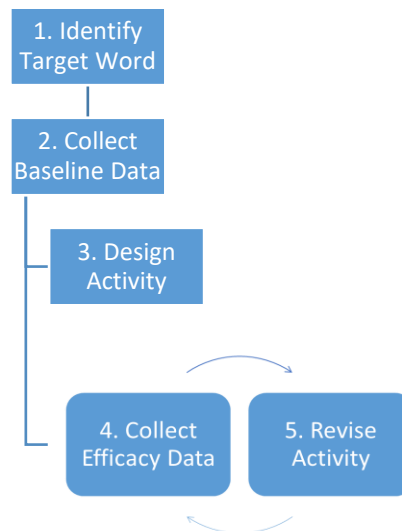 1. Identify
Target Word
2. Collect
Baseline Data
3. Design
Activity
4. Collect
Efficacy Data
5. Revise
Activity